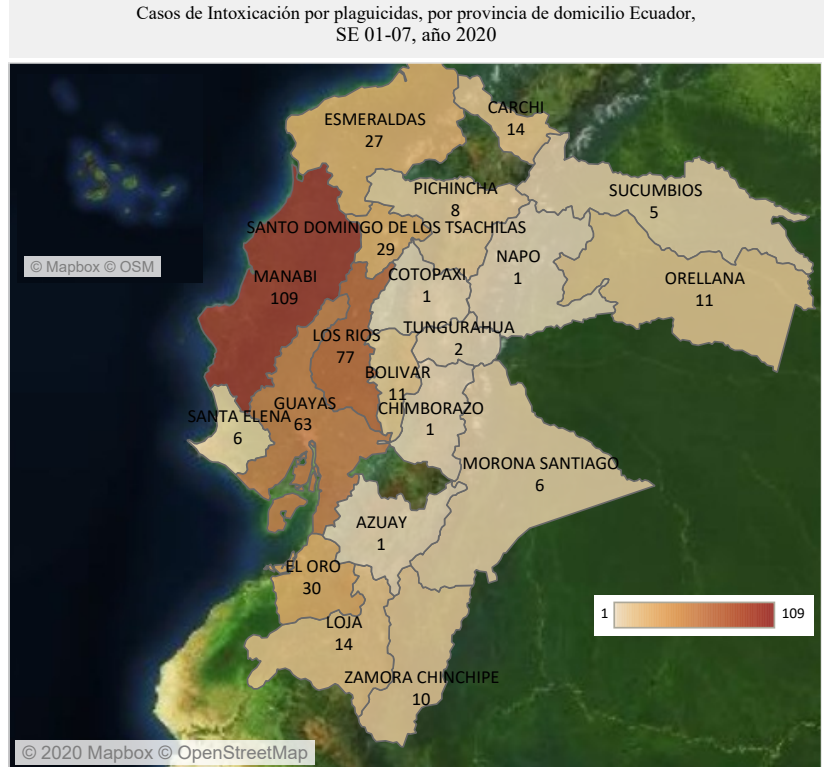 Casos de Intoxicación por plaguicidas, por provincia de domicilio Ecuador,
SE 01-07, año 2020
ESMERALDAS
27
CARCHI
14
PICHINCHA
8
SUCUMBIOS
5
SANTO DOMINGO DE LOS TSACHILAS
29
NAPO
1
© Mapbox © OSM
MANABI
109
COTOPAXI
1
ORELLANA
11
TUNGURAHUA
2
LOS RIOS
77
BOLIVAR
11
GUAYAS
63
CHIMBORAZO
1
SANTA ELENA
6
MORONA SANTIAGO
6
AZUAY
1
EL ORO
30
1
109
LOJA
14
ZAMORA CHINCHIPE
10
© 2020 Mapbox © OpenStreetMap